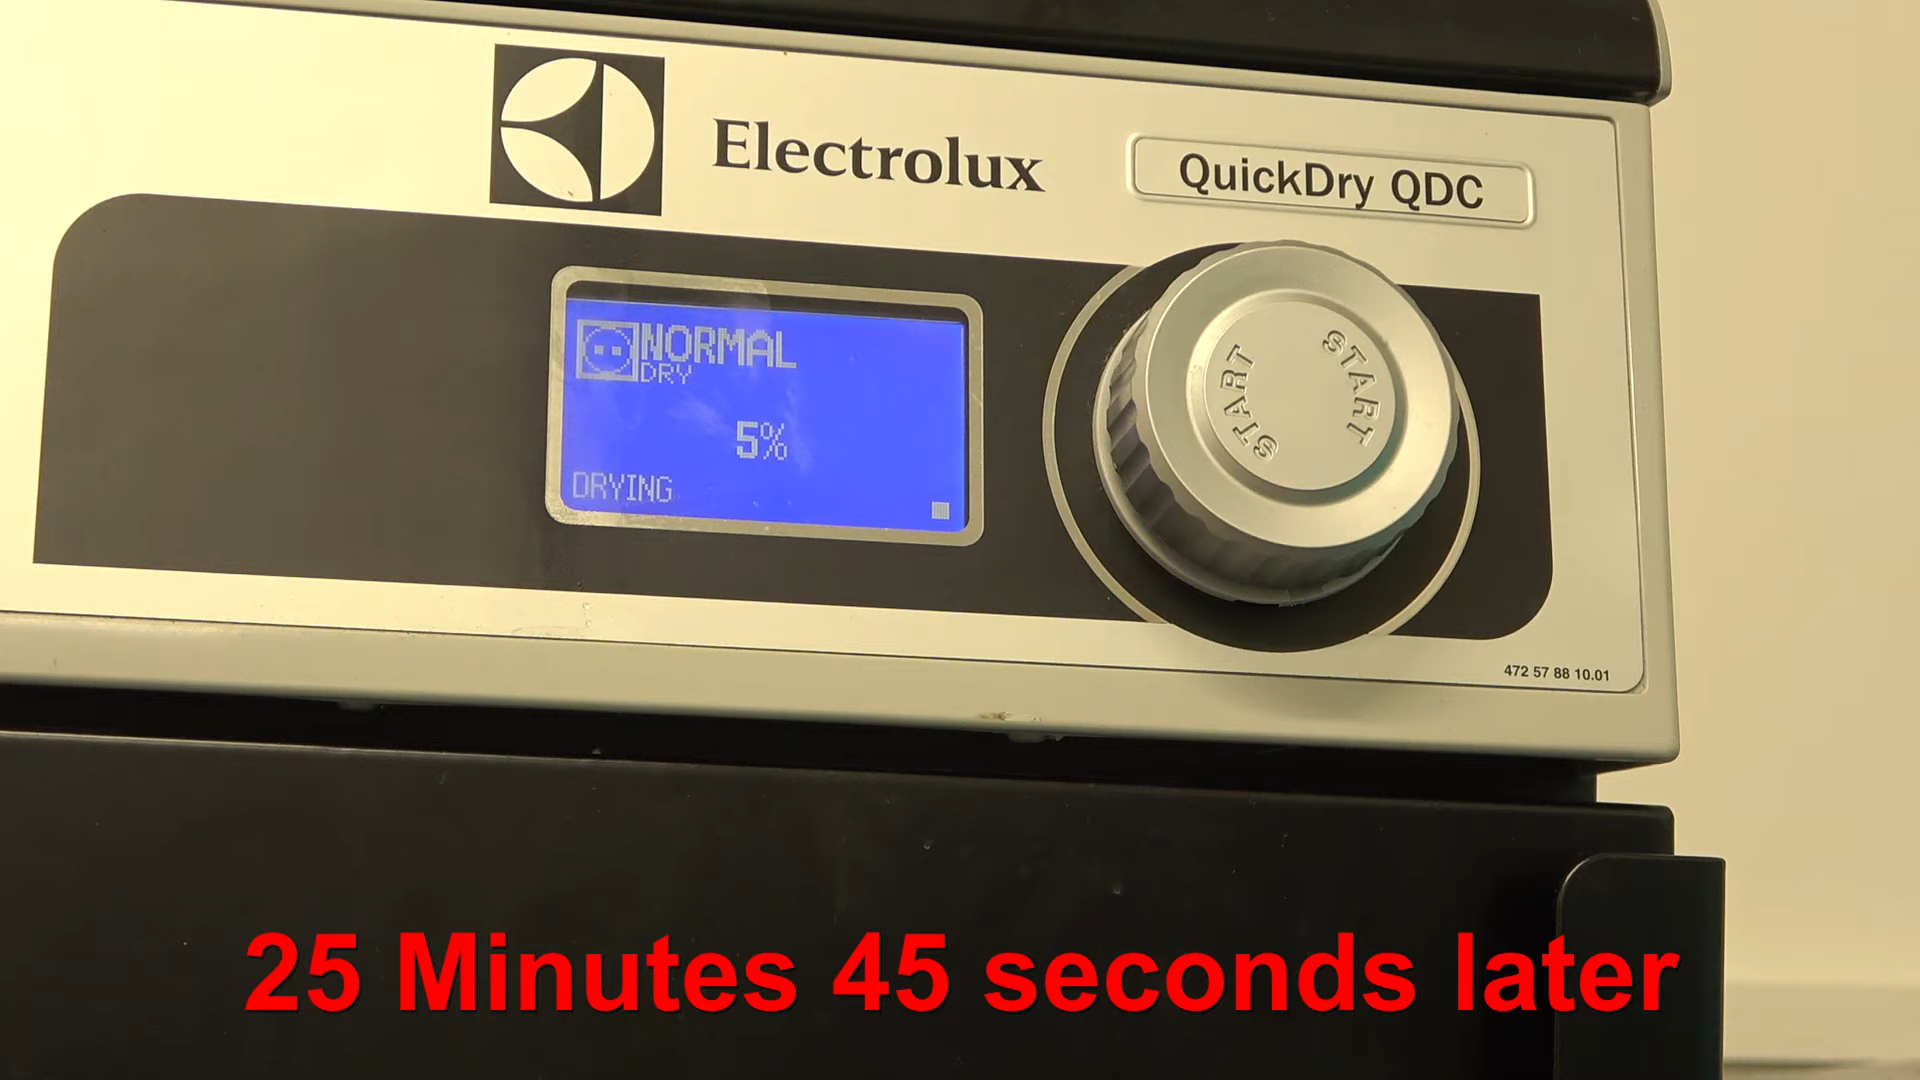 Electrolux
QuickDry QDC
NORMAL
DRY
5%
DRYING
START
START
472 57 88 10.01
25 Minutes 45 seconds later